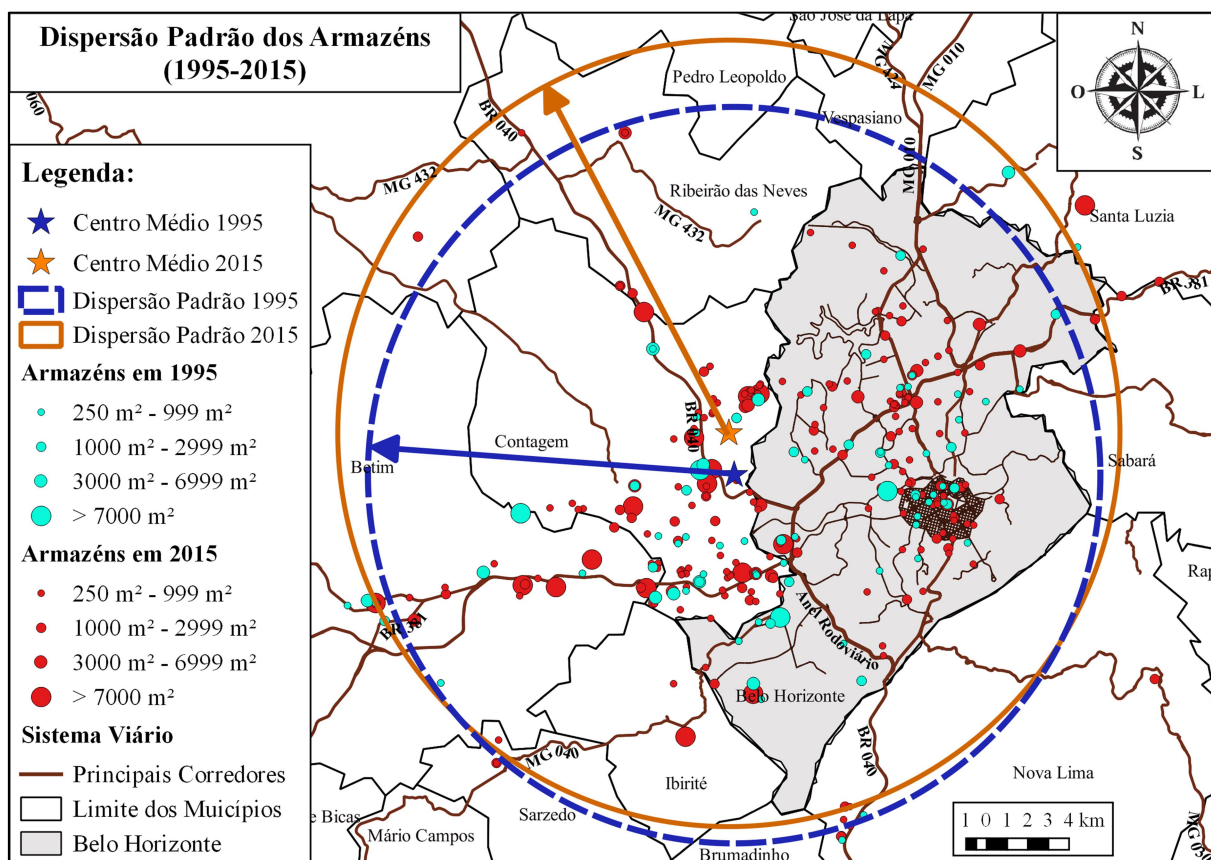 Dispersão Padrão dos Armazéns
(1995-2015)
Legenda:
Centro Médio 1995
Centro Médio 2015
Dispersão Padrão 1995
Dispersão Padrão 2015
Armazéns em 1995
250 m² - 999 m²
1000 m² - 2999 m²
3000 m² - 6999 m²
> 7000 m²
Armazéns em 2015
250 m² - 999 m²
1000 m² - 2999 m²
3000 m² - 6999 m²
> 7000 m²
Sistema Viário
Principais Corredores
Limite dos Muicípios
Belo Horizonte
São José da Lapa
MG 424
MG 010
Pedro Leopoldo
Vespasiano
060
BR 040
MG 010
MG 432
Ribeirão das Neves
MG 432
Santa Luzia
BR 381
BR 040
Contagem
Betim
Sabará
Rap
BR 381
Anel Rodoviário
Belo Horizonte
BR 040
MG 040
Ibirité
Nova Lima
Sarzedo
e Bicas
Mário Campos
Brumadinho
MG 030
N
O
L
S
1 0 1 2 3 4 km